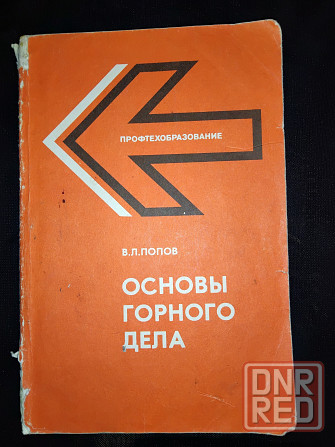 ПРОФТЕХОБРАЗОВАНИЕ
В.Л.ПОПОВ
ОСНОВЫ
ГОРНОГО
ДЕЛА
DNR
RED